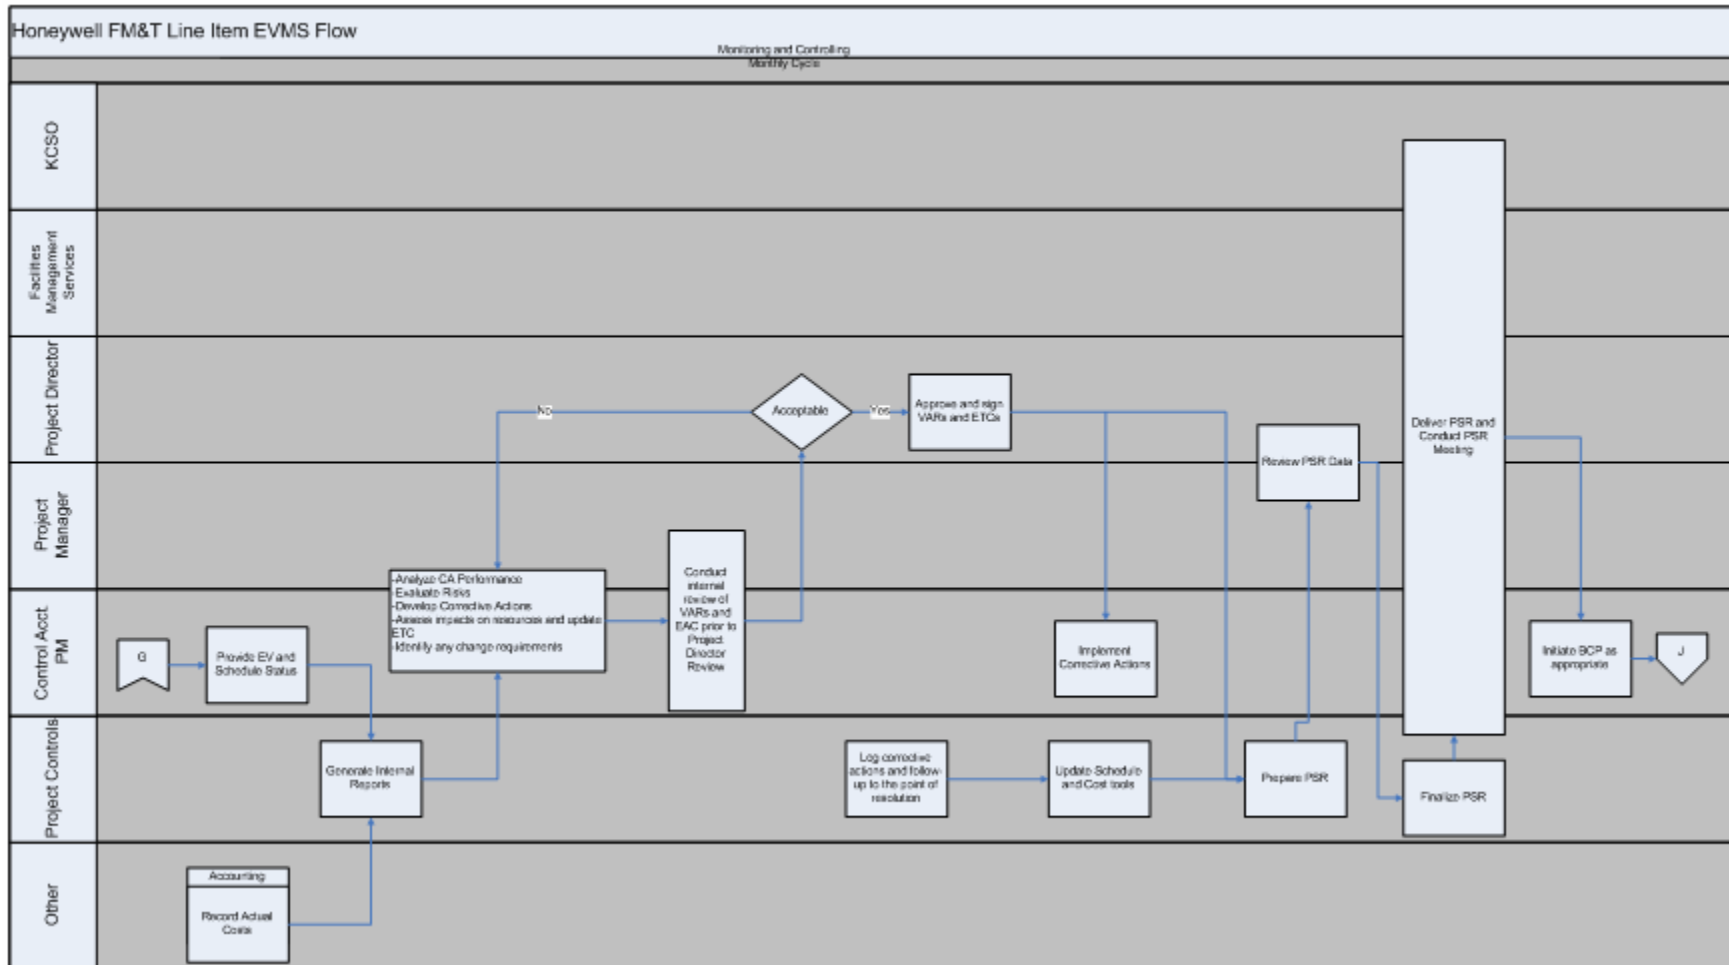 Honeywell FM&T Line Item EVMS Flow
Monitoring and Controlling
Monthly Cycle
KCSO
Facilities
Management
Services
Project Director
Acceptable
No
Yes
Approve and sign
VARs and ETCs
Review PSR Data
Deliver PSR and
Conduct PSR
Meeting
Project
Manager
-Analyze CA Performance
-Evaluate Risks
-Develop Corrective Actions
-Assess impacts on resources and update
ETC
-Identify any change requirements
Conduct
internal
review of
VARs and
EAC prior to
Project
Director
Review
Control Acct.
PM
G
Provide EV and
Schedule Status
Implement
Corrective Actions
Initiate BCP as
appropriate
J
Project Controls
Generate Internal
Reports
Log corrective
actions and follow-
up to the point of
resolution
Update Schedule
and Cost tools
Prepare PSR
Finalize PSR
Other
Accounting
Record Actual
Costs